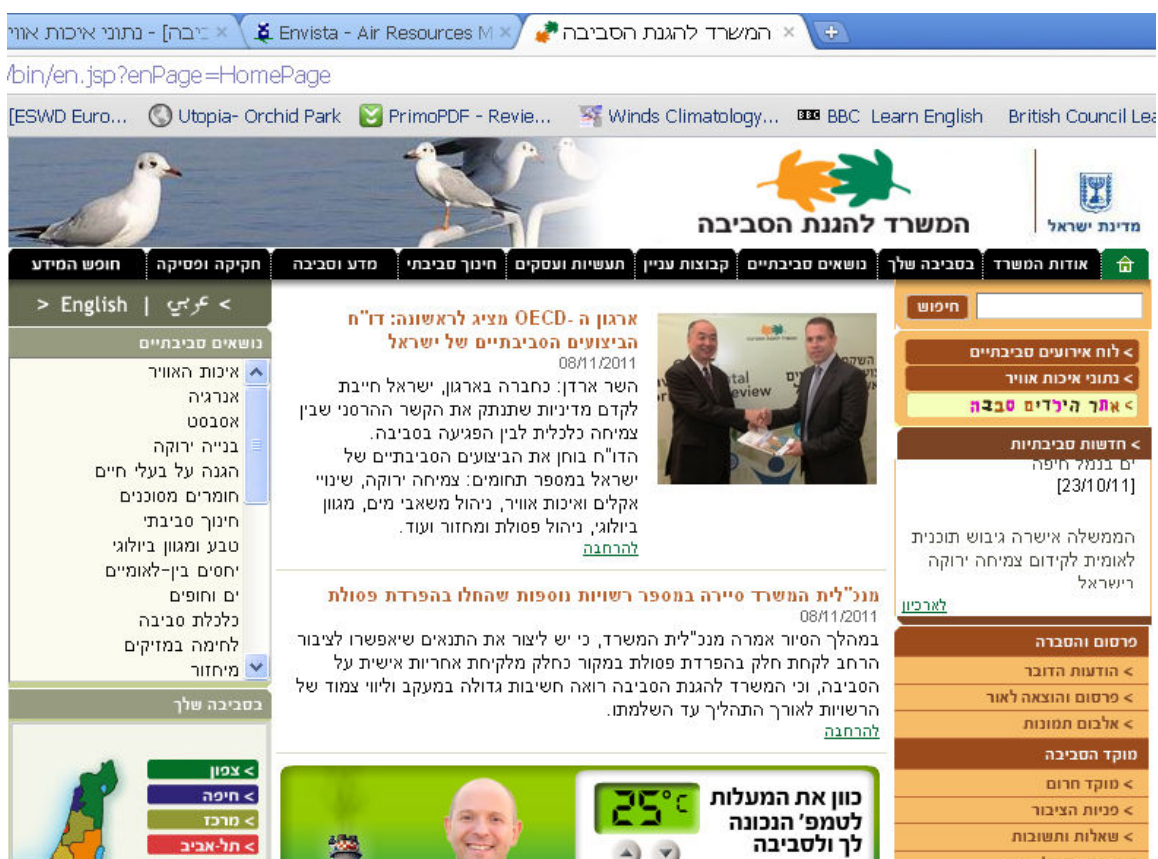 יבה] - נתוני איכות אווי
Envista - Air Resources M
המשרד להגנת הסביבה
/bin/en.jsp?enPage=HomePage
[ESWD Euro...
Utopia- Orchid Park
PrimoPDF - Revie...
Winds Climatology...
BBC Learn English
British Council Lea
המשרד להגנת הסביבה
מדינת ישראל
אודות המשרד
בסביבה שלך
נושאים סביבתיים
קבוצות עניין
תעשיות ועסקים
חינוך סביבתי
מדע וסביבה
חקיקה ופסיקה
חופש המידע
חיפוש
> לוח אירועים סביבתיים
> נתוני איכות אוויר
> אתר הילדים סבבה
> חדשות סביבתיות
ים בנמל חיפה
[23/10/11]
הממשלה אישרה גיבוש תוכנית
לאומית לקידום צמיחה ירוקה
בישראל
לארכיון
פרסום והסברה
> הודעות הדובר
> פרסום והוצאה לאור
> אלבום תמונות
מוקד הסביבה
> מוקד חרום
> פניות הציבור
> שאלות ותשובות
ארגון ה -OECD מציג לראשונה: דו"ח
הביצועים הסביבתיים של ישראל
08/11/2011
השר ארדן: כחברה בארגון, ישראל חייבת
לקדם מדיניות שתנתק את הקשר ההרסני שבין
צמיחה כלכלית לבין הפגיעה בסביבה.
הדו"ח בוחן את הביצועים הסביבתיים של
ישראל במספר תחומים: צמיחה ירוקה, שינויי
אקלים ואיכות אוויר, ניהול משאבי מים, מגוון
ביולוגי, ניהול פסולת ומחזור ועוד.
להרחבה
מנכ"לית המשרד סיירה במספר רשויות נוספות שהחלו בהפרדת פסולת
08/11/2011
במהלך הסיור אמרה מנכ"לית המשרד, כי יש ליצור את התנאים שיאפשרו לציבור
הרחב לקחת חלק בהפרדת פסולת במקור כחלק מלקיחת אחריות אישית על
הסביבה, וכי המשרד להגנת הסביבה רואה חשיבות גדולה במעקב וליווי צמוד של
הרשויות לאורך התהליך עד השלמתו.
להרחבה
כוון את המעלות
לטמפ' הנכונה
לך ולסביבה
25°c
> عربي | English >
נושאים סביבתיים
איכות האוויר
אנרגיה
אסבסט
בנייה ירוקה
הגנה על בעלי חיים
חומרים מסוכנים
חינוך סביבתי
טבע ומגוון ביולוגי
יחסים בין-לאומיים
ים וחופים
כלכלת סביבה
לחימה במזיקים
מיחזור
בסביבה שלך
> צפון
> חיפה
> מרכז
> תל-אביב